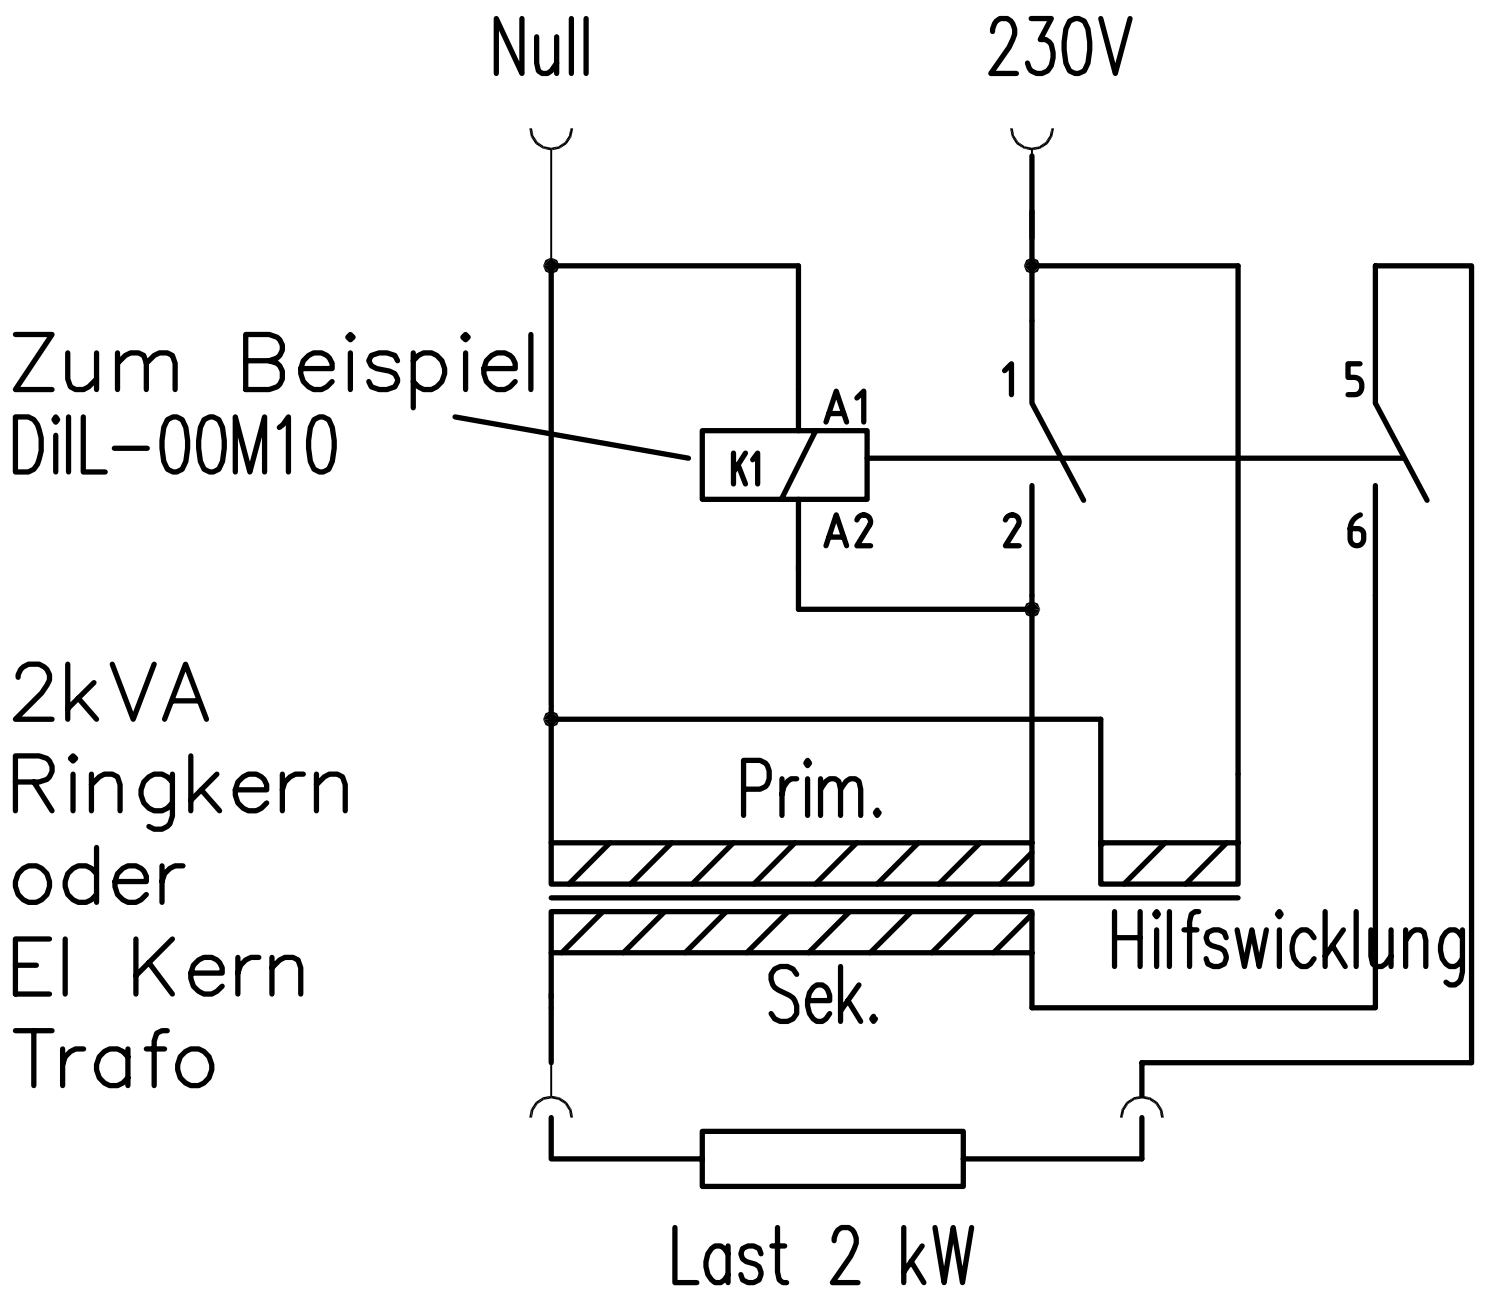 Null
230V
Zum Beispiel
DilL-00M10
A1
1
5
K1
A2
2
6
2kVA
Ringkern
oder
EI Kern
Trafo
Prim.
Hilfswicklung
Sek.
Last 2 kW